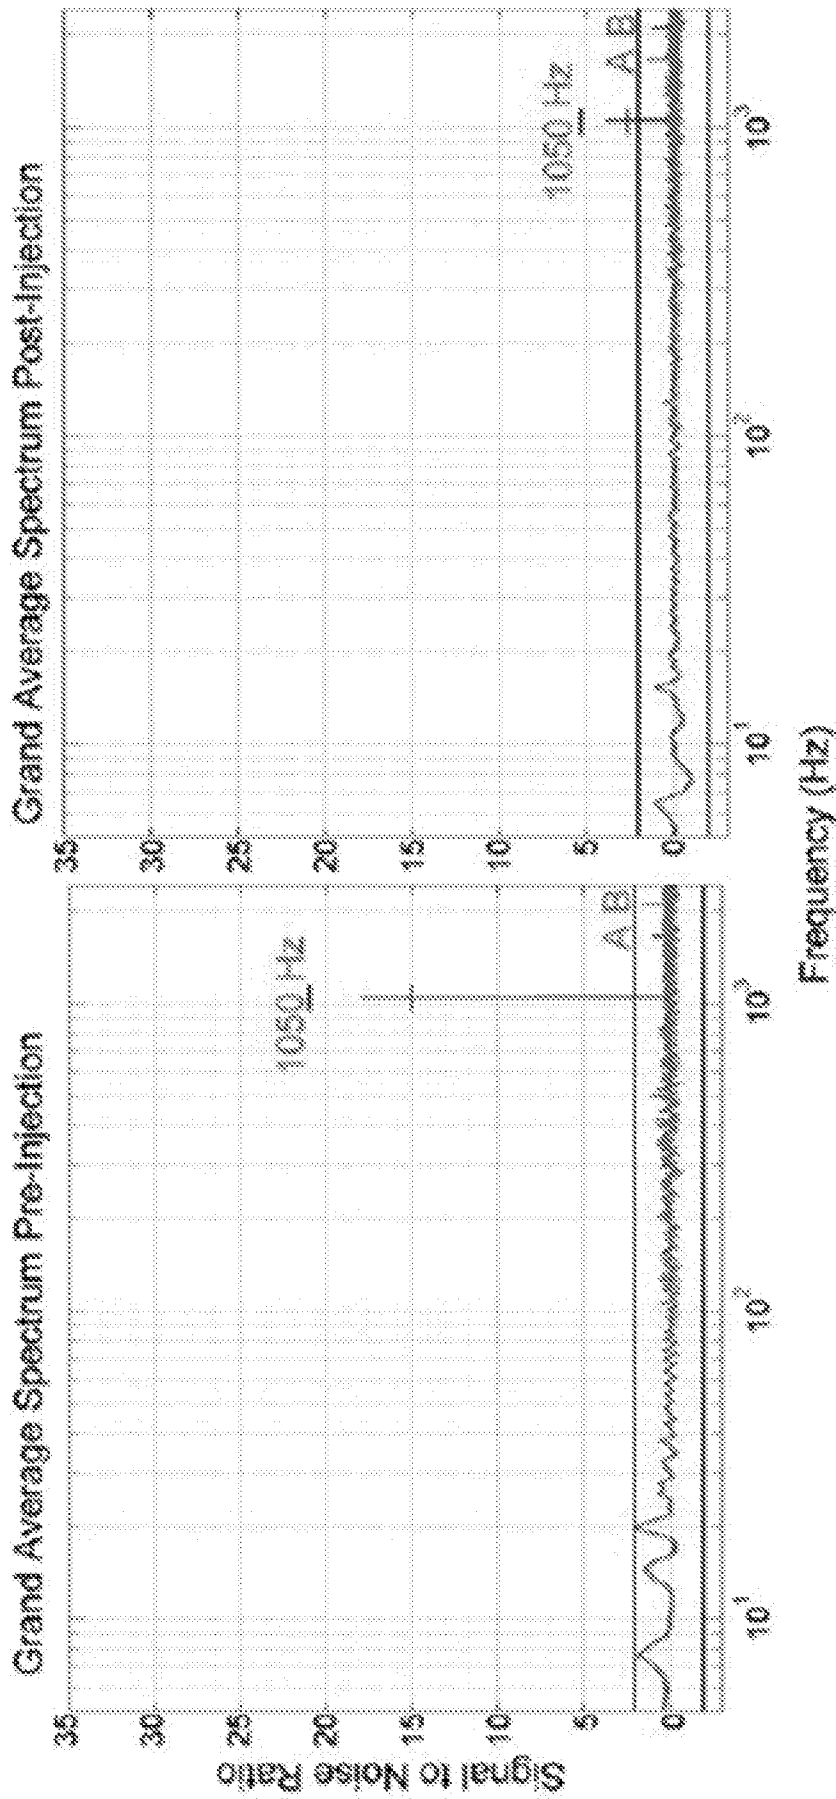 Grand Average Spectrum Pre-Injection
Signal to Noise Ratio
35
30
25
20
15
10
5
0
1050 Hz
A B
10¹
10²
10³
Grand Average Spectrum Post-Injection
35
30
25
20
15
10
5
0
1050 Hz
A B
10¹
10²
10³
Frequency (Hz)